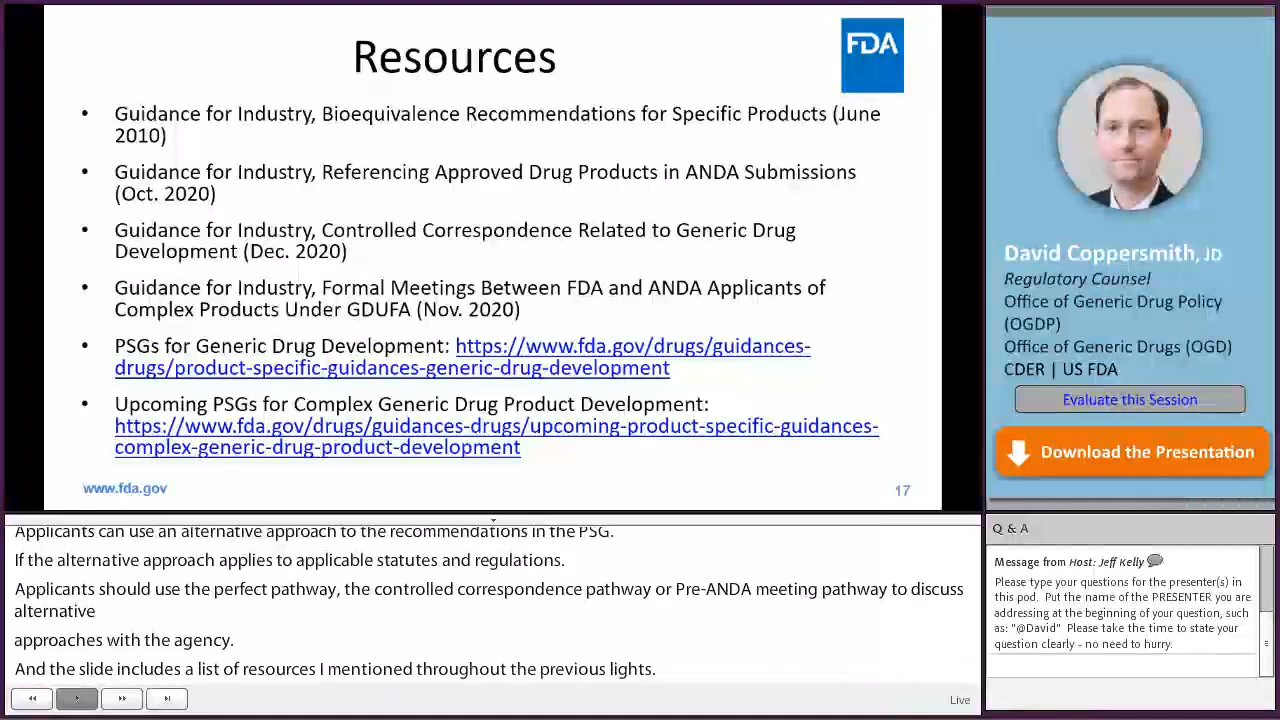 Resources
FDA
• Guidance for Industry, Bioequivalence Recommendations for Specific Products (June
2010)
• Guidance for Industry, Referencing Approved Drug Products in ANDA Submissions
(Oct. 2020)
• Guidance for Industry, Controlled Correspondence Related to Generic Drug
Development (Dec. 2020)
• Guidance for Industry, Formal Meetings Between FDA and ANDA Applicants of
Complex Products Under GDUFA (Nov. 2020)
• PSGs for Generic Drug Development: https://www.fda.gov/drugs/guidances-
drugs/product-specific-guidances-generic-drug-development
• Upcoming PSGs for Complex Generic Drug Product Development:
https://www.fda.gov/drugs/guidances-drugs/upcoming-product-specific-guidances-
complex-generic-drug-product-development
www.fda.gov
17
David Coppersmith, JD
Regulatory Counsel
Office of Generic Drug Policy
(OGDP)
Office of Generic Drugs (OGD)
CDER | US FDA
Evaluate this Session
Download the Presentation
Applicants can use an alternative approach to the recommendations in the PSG.
If the alternative approach applies to applicable statutes and regulations.
Applicants should use the perfect pathway, the controlled correspondence pathway or Pre-ANDA meeting pathway to discuss
alternative
approaches with the agency.
And the slide includes a list of resources I mentioned throughout the previous lights.
Live
Q & A
Message from Host: Jeff Kelly
Please type your questions for the presenter(s) in
this pod. Put the name of the PRESENTER you are
addressing at the beginning of your question, such
as: "@David" Please take the time to state your
question clearly - no need to hurry.